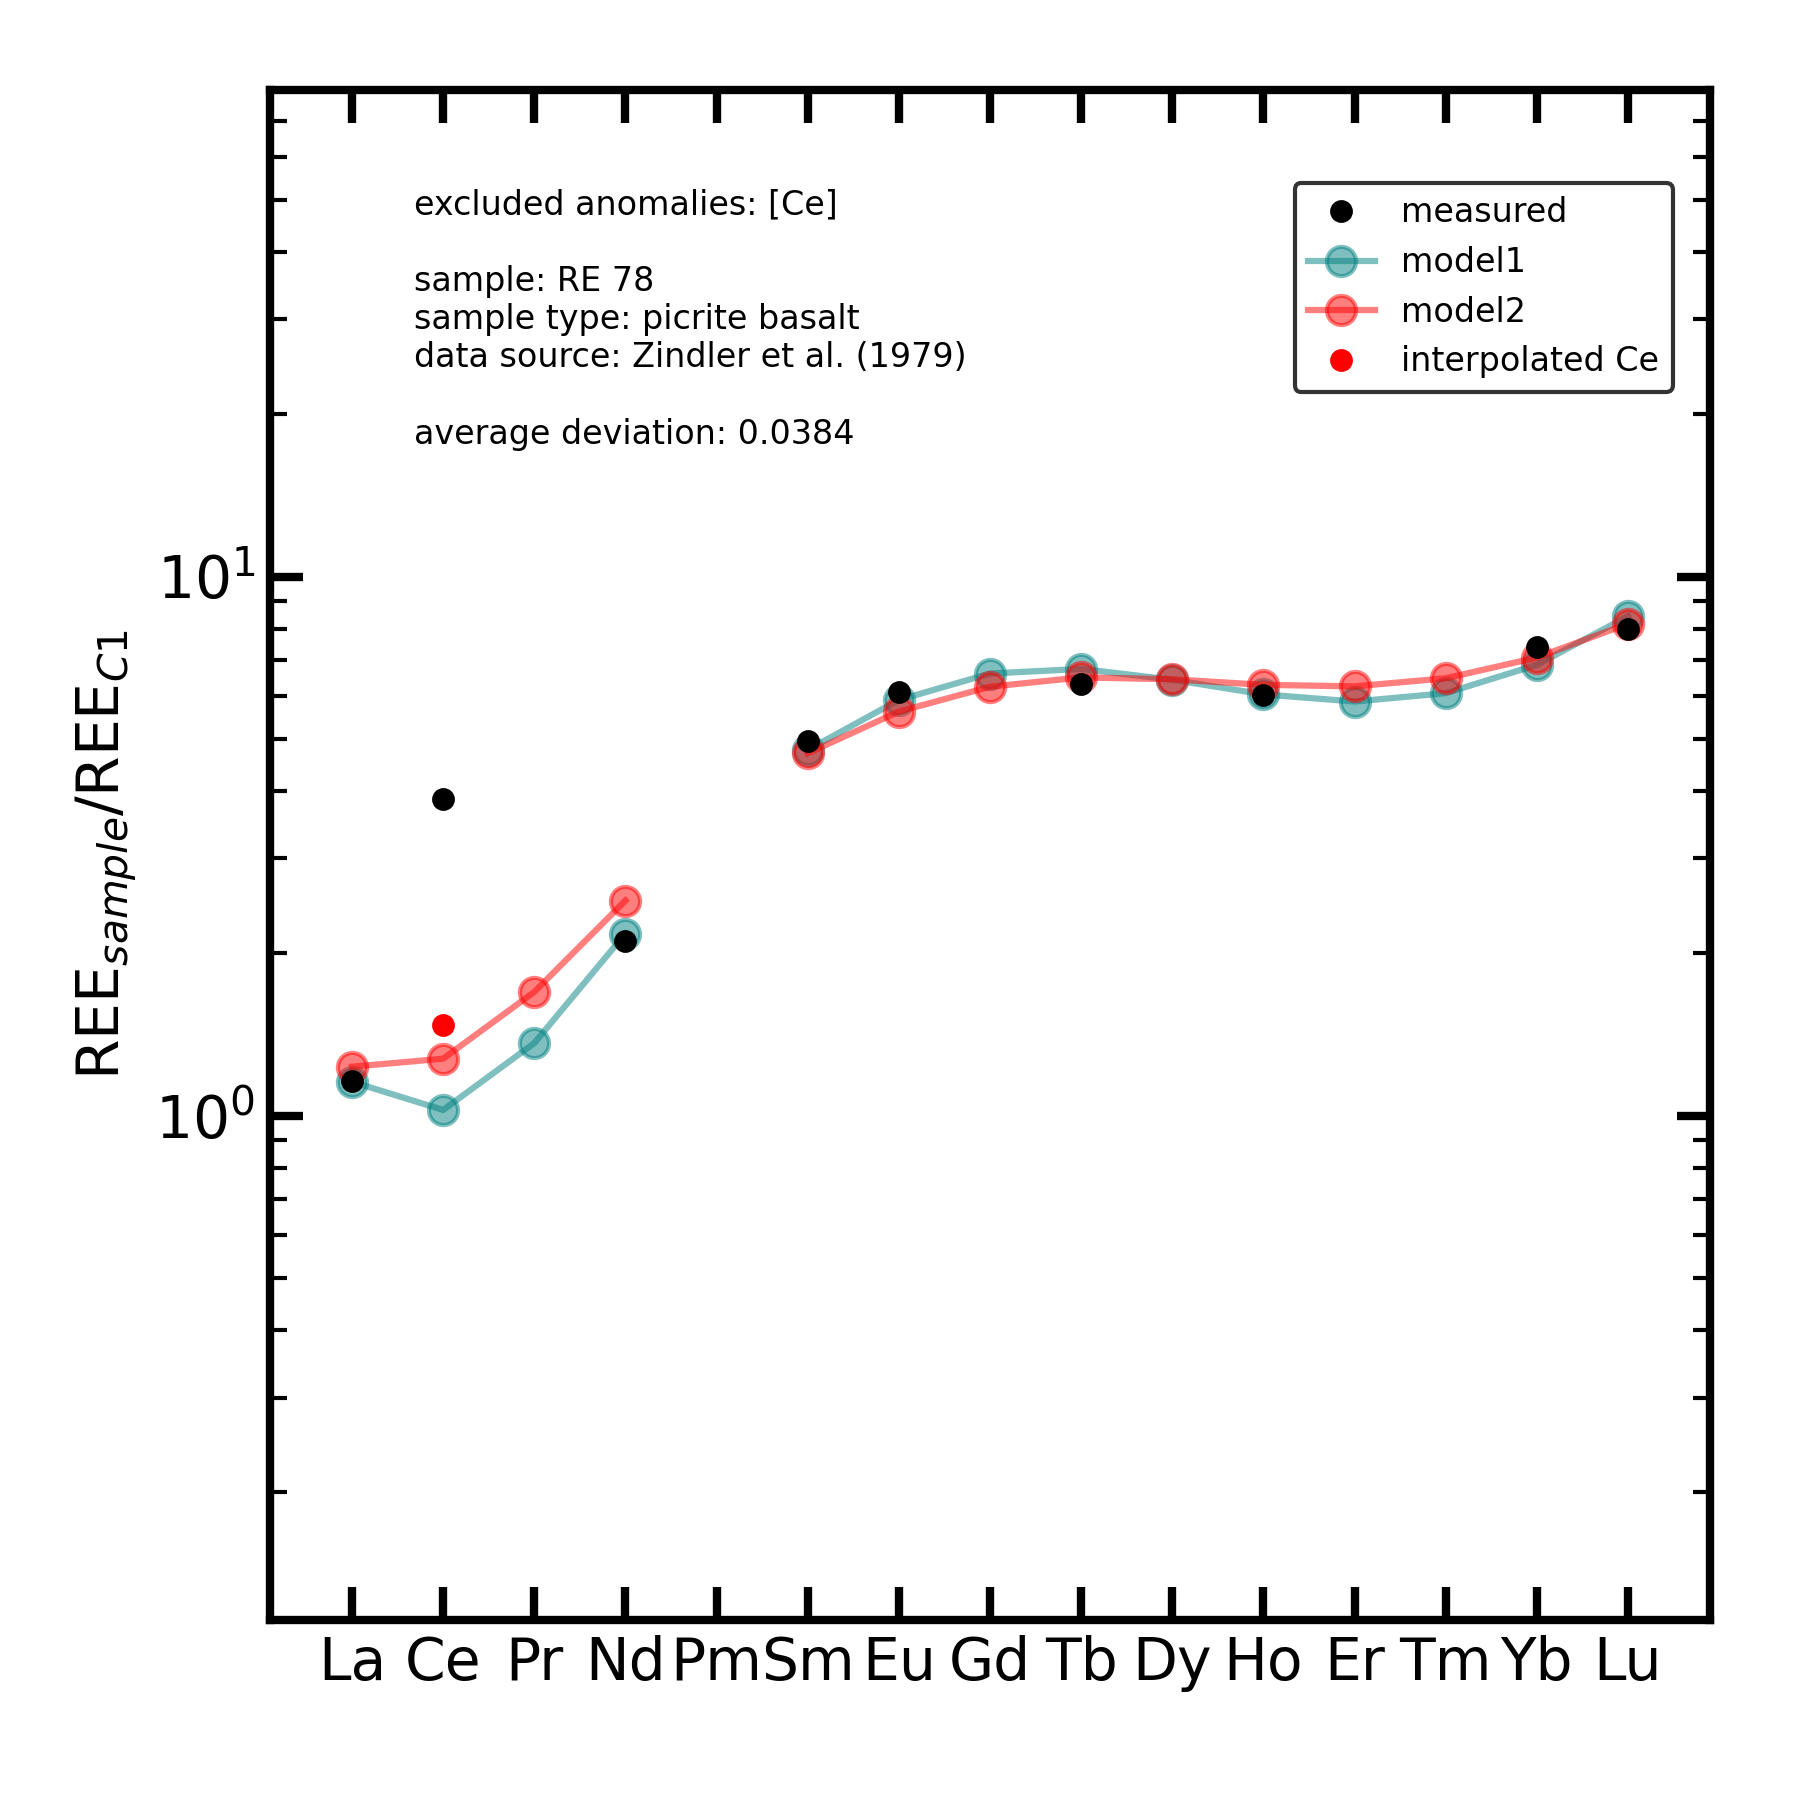 excluded anomalies: [Ce]
sample: RE 78
sample type: picrite basalt
data source: Zindler et al. (1979)
average deviation: 0.0384
measured
model1
model2
interpolated Ce
10¹
10⁰
REE_sample/REE_C1
La Ce Pr Nd Pm Sm Eu Gd Tb Dy Ho Er Tm Yb Lu